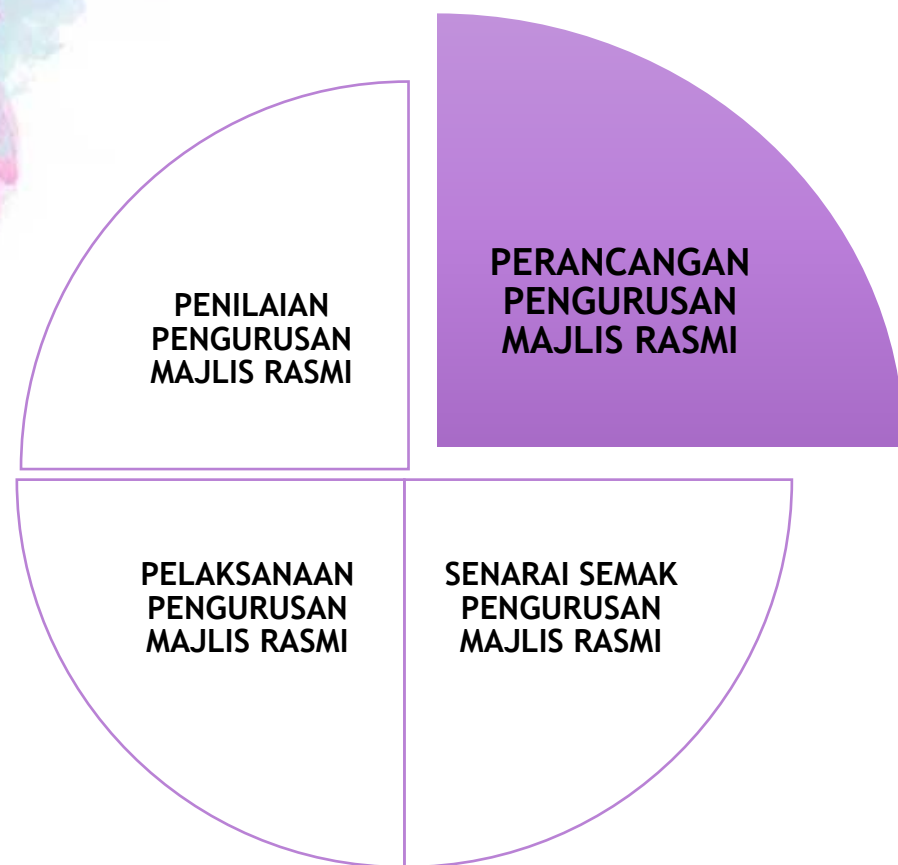 PERANCANGAN
PENGURUSAN
MAJLIS RASMI
PENILAIAN
PENGURUSAN
MAJLIS RASMI
PELAKSANAAN
PENGURUSAN
MAJLIS RASMI
SENARAI SEMAK
PENGURUSAN
MAJLIS RASMI